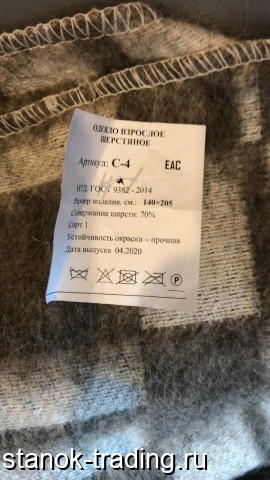 ОДЕЯЛО ВЗРОСЛОЕ
ШЕРСТЯНОЕ
Артикул: С-4 EAC
НТД: ГОСТ 9382 - 2014
Размер изделия, см.: 140×205
Содержание шерсти: 70%
Сорт 1
Устойчивость окраски – прочная
Дата выпуска 04.2020
P
stanok-trading.ru